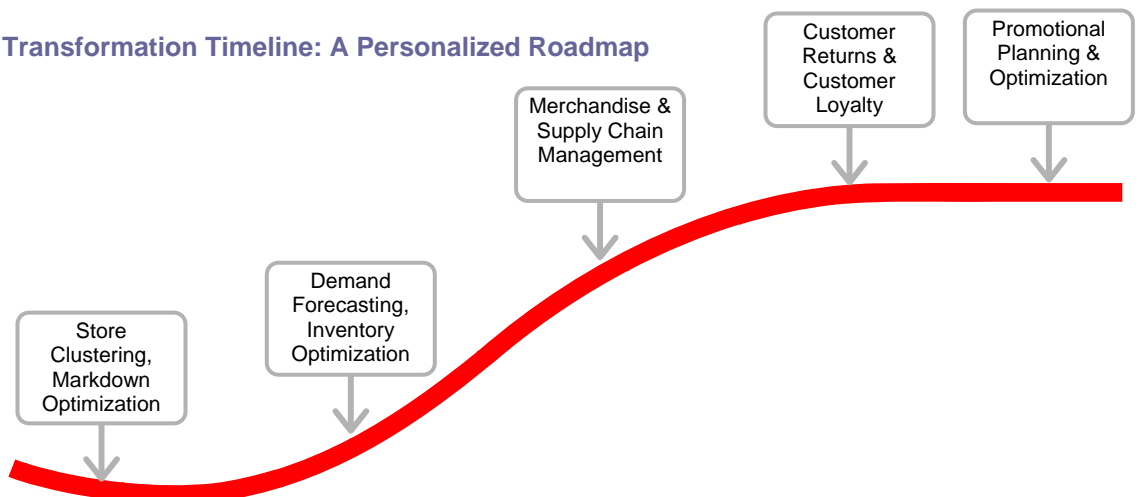 Transformation Timeline: A Personalized Roadmap
Store
Clustering,
Markdown
Optimization
Demand
Forecasting,
Inventory
Optimization
Merchandise &
Supply Chain
Management
Customer
Returns &
Customer
Loyalty
Promotional
Planning &
Optimization